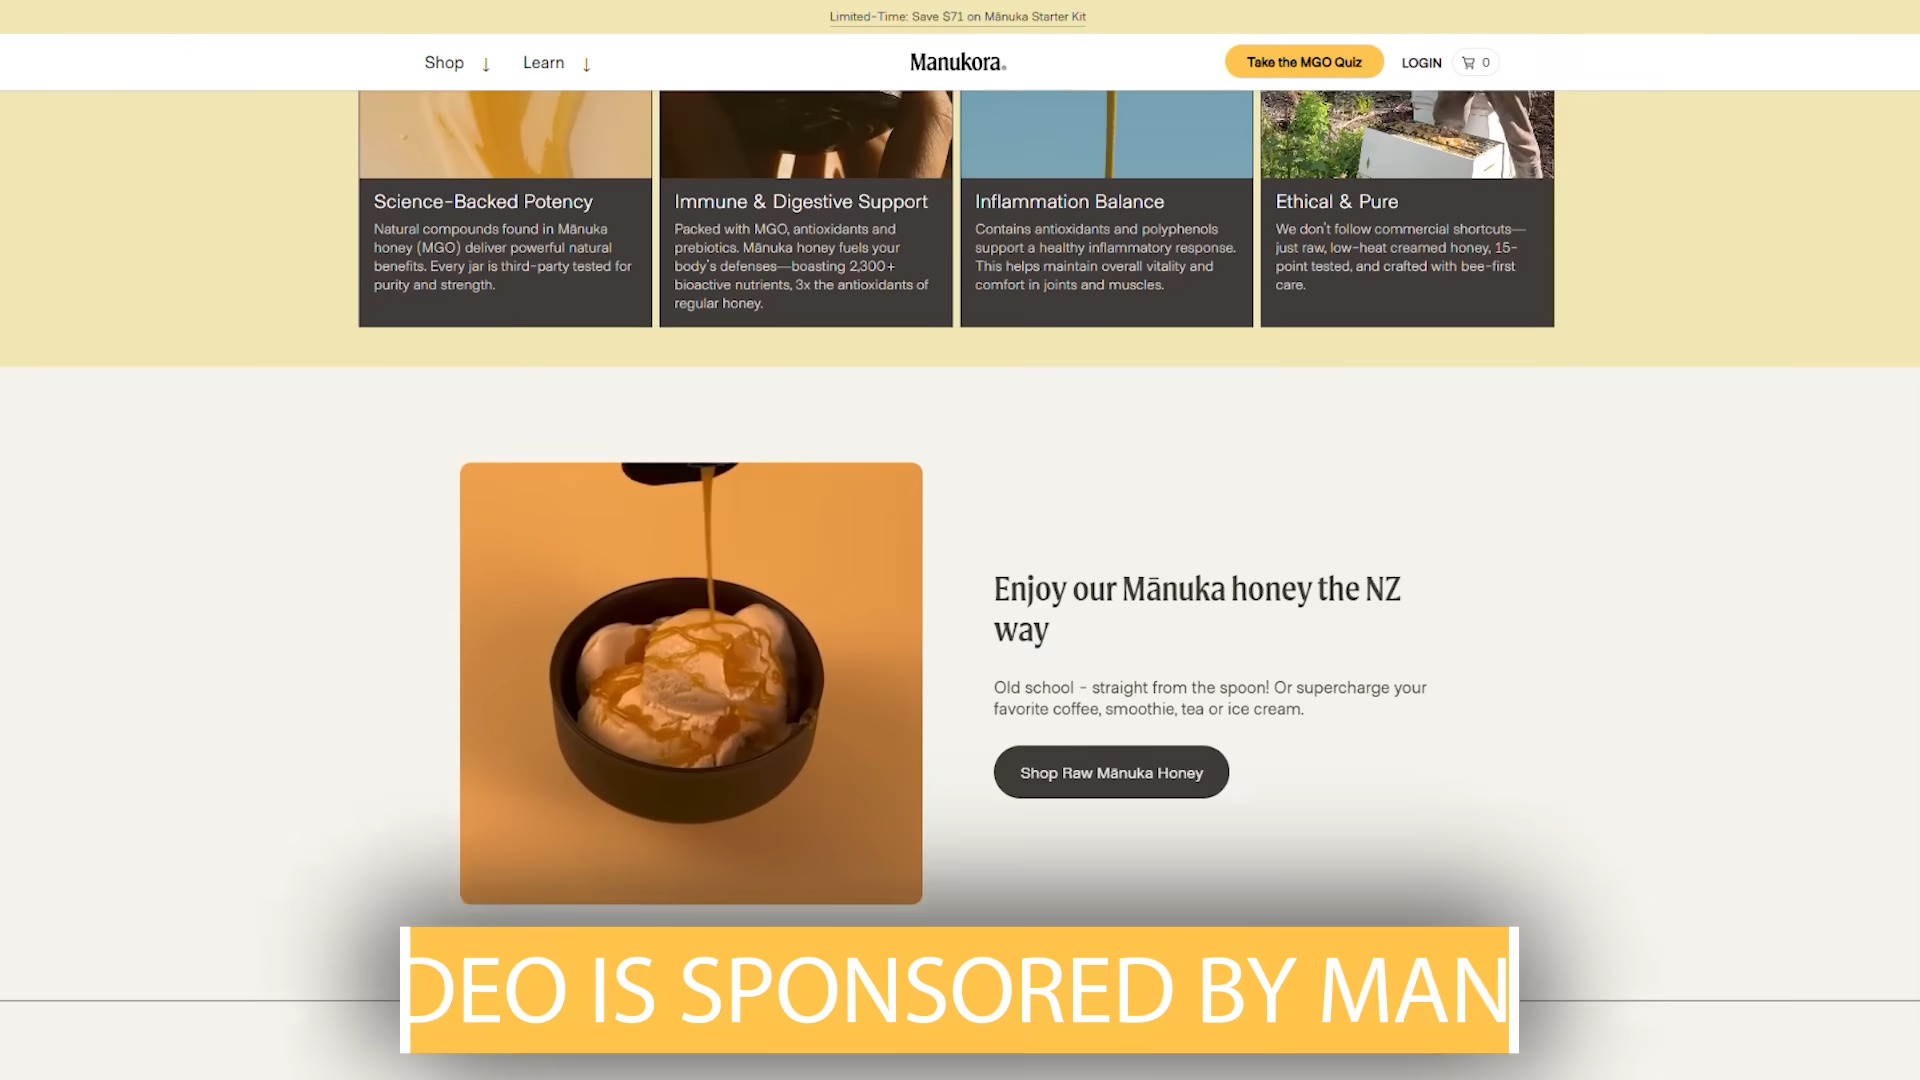 Limited-Time: Save $71 on Mānuka Starter Kit
Shop ↓ Learn ↓ Manukora. Take the MGO Quiz LOGIN 0
Science-Backed Potency
Natural compounds found in Mānuka
honey (MGO) deliver powerful natural
benefits. Every jar is third-party tested for
purity and strength.
Immune & Digestive Support
Packed with MGO, antioxidants and
prebiotics. Mānuka honey fuels your
body's defenses—boasting 2,300+
bioactive nutrients, 3x the antioxidants of
regular honey.
Inflammation Balance
Contains antioxidants and polyphenols
support a healthy inflammatory response.
This helps maintain overall vitality and
comfort in joints and muscles.
Ethical & Pure
We don't follow commercial shortcuts—
just raw, low-heat creamed honey, 15-
point tested, and crafted with bee-first
care.
Enjoy our Mānuka honey the NZ
way
Old school - straight from the spoon! Or supercharge your
favorite coffee, smoothie, tea or ice cream.
Shop Raw Mānuka Honey
DEO IS SPONSORED BY MAN